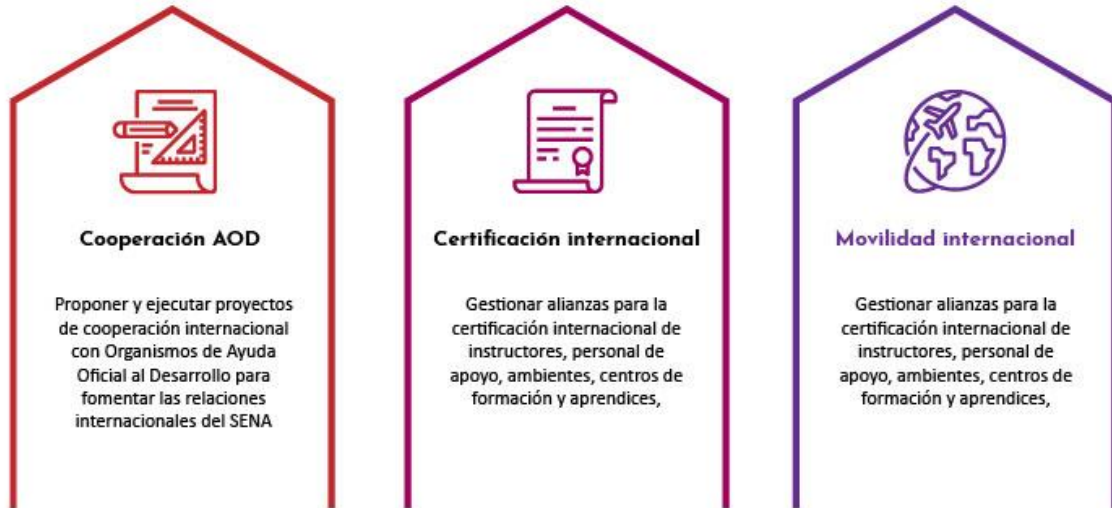 Cooperación AOD
Proponer y ejecutar proyectos
de cooperación internacional
con Organismos de Ayuda
Oficial al Desarrollo para
fomentar las relaciones
internacionales del SENA
Certificación internacional
Gestionar alianzas para la
certificación internacional de
instructores, personal de
apoyo, ambientes, centros de
formación y aprendices,
Movilidad internacional
Gestionar alianzas para la
certificación internacional de
instructores, personal de
apoyo, ambientes, centros de
formación y aprendices,